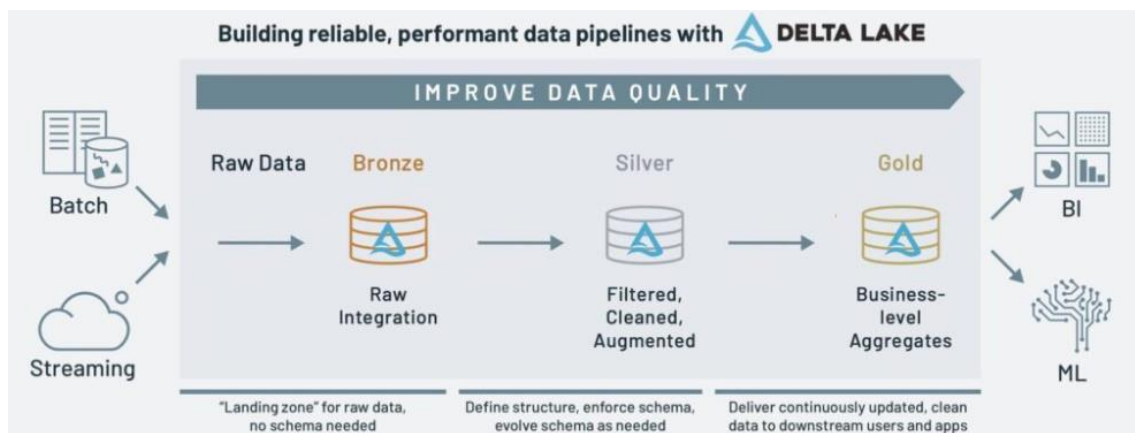 Building reliable, performant data pipelines with DELTA LAKE
IMPROVE DATA QUALITY
Batch
Streaming
Raw Data
Bronze
Raw
Integration
Silver
Filtered,
Cleaned,
Augmented
Gold
Business-
level
Aggregates
BI
ML
"Landing zone" for raw data,
no schema needed
Define structure, enforce schema,
evolve schema as needed
Deliver continuously updated, clean
data to downstream users and apps